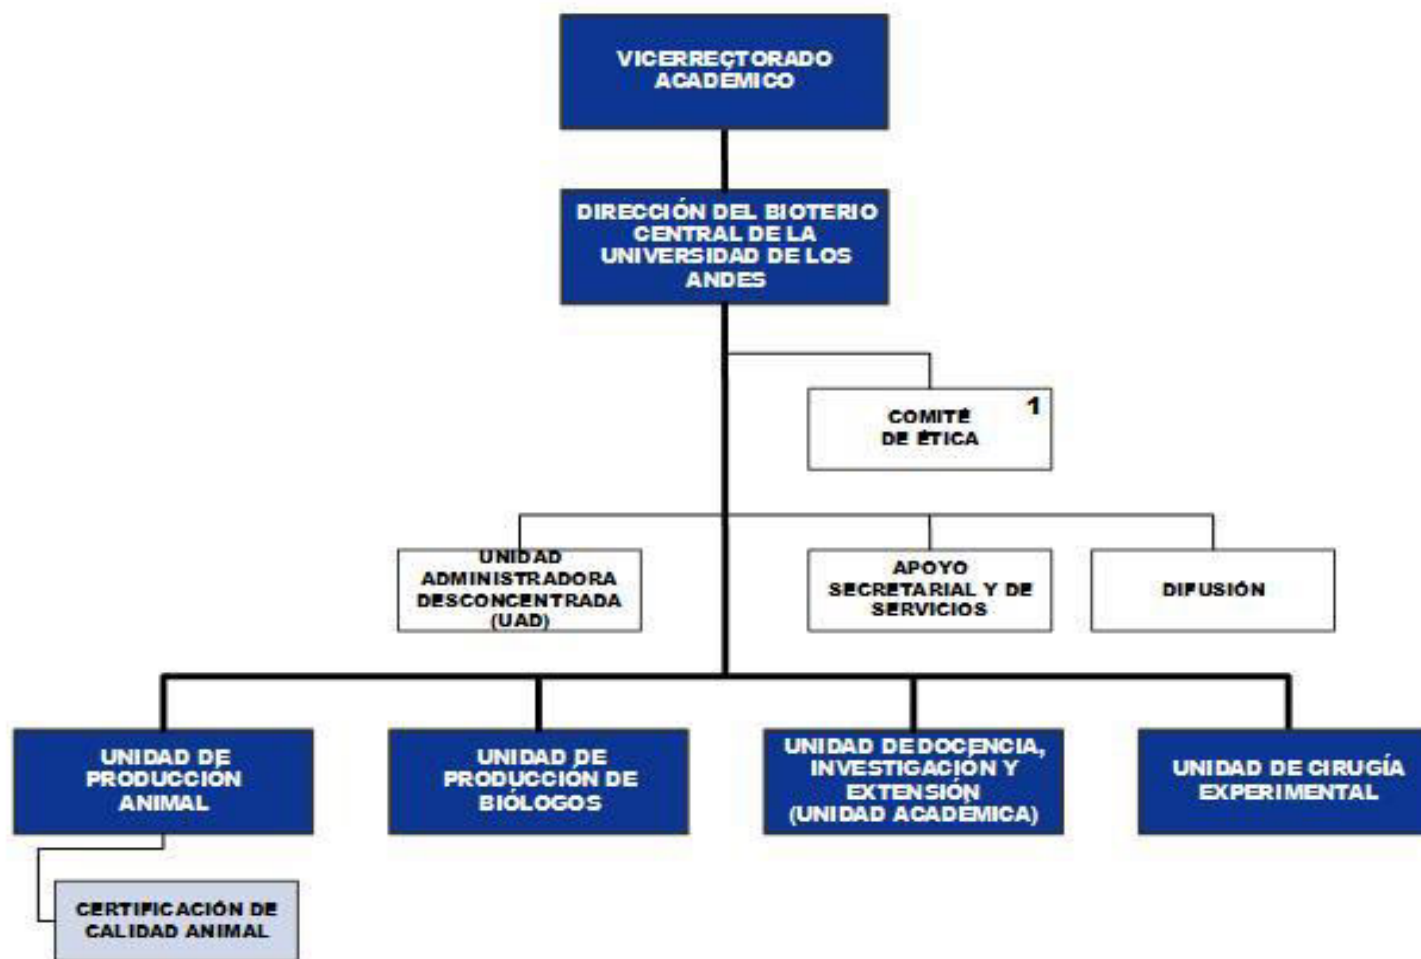 VICERRECTORADO
ACADÉMICO
DIRECCIÓN DEL BIOTERIO
CENTRAL DE LA
UNIVERSIDAD DE LOS
ANDES
1
COMITÉ
DE ÉTICA
UNIDAD
ADMINISTRADORA
DESCONCENTRADA
(UAD)
APOYO
SECRETARIAL Y DE
SERVICIOS
DIFUSIÓN
UNIDAD DE
PRODUCCIÓN
ANIMAL
UNIDAD DE
PRODUCCIÓN DE
BIÓLOGOS
UNIDAD DE DOCENCIA,
INVESTIGACIÓN Y
EXTENSIÓN
(UNIDAD ACADÉMICA)
UNIDAD DE CIRUGÍA
EXPERIMENTAL
CERTIFICACIÓN DE
CALIDAD ANIMAL